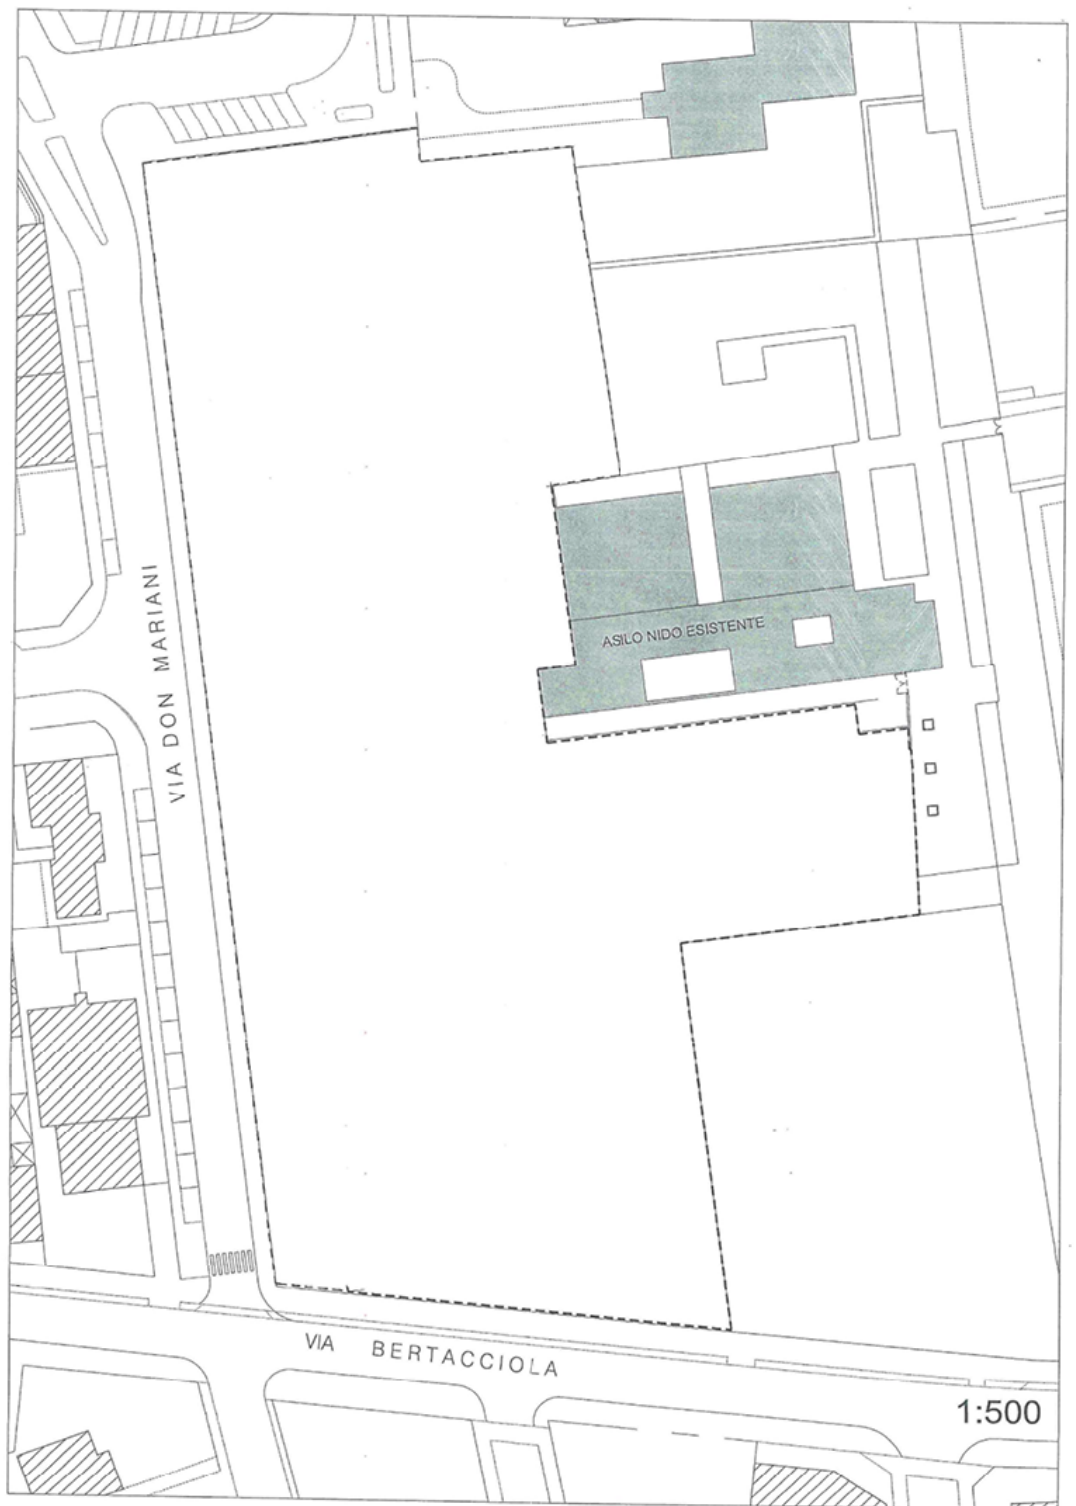 ASILO NIDO ESISTENTE
VIA DON MARIANI
VIA BERTACCIOLA
1:500